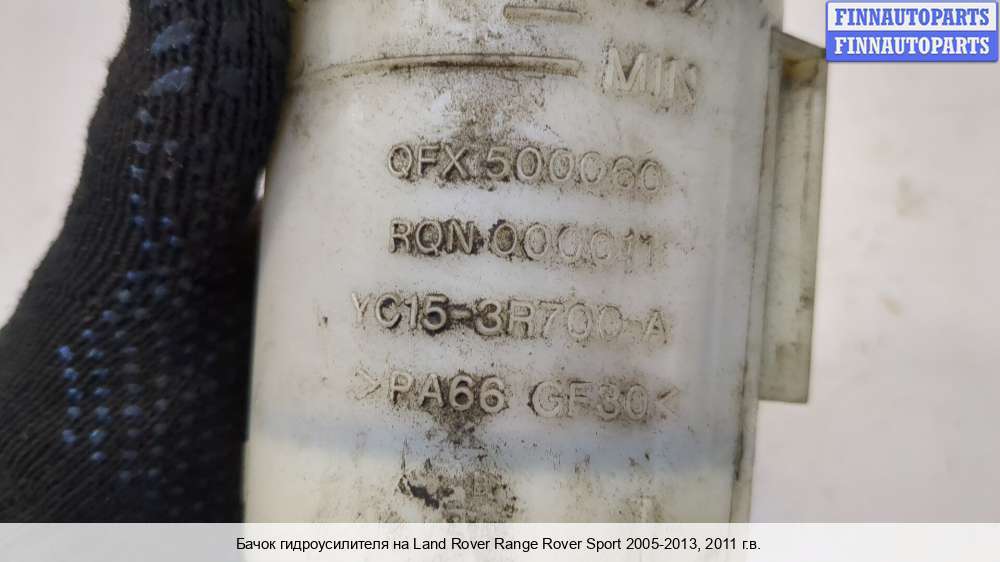 FINNAUTOPARTS
FINNAUTOPARTS
MIN
QFX 500060
RQN 000011
YC15-3R700-A
>PA66 GF30<
Бачок гидроусилителя на Land Rover Range Rover Sport 2005-2013, 2011 г.в.